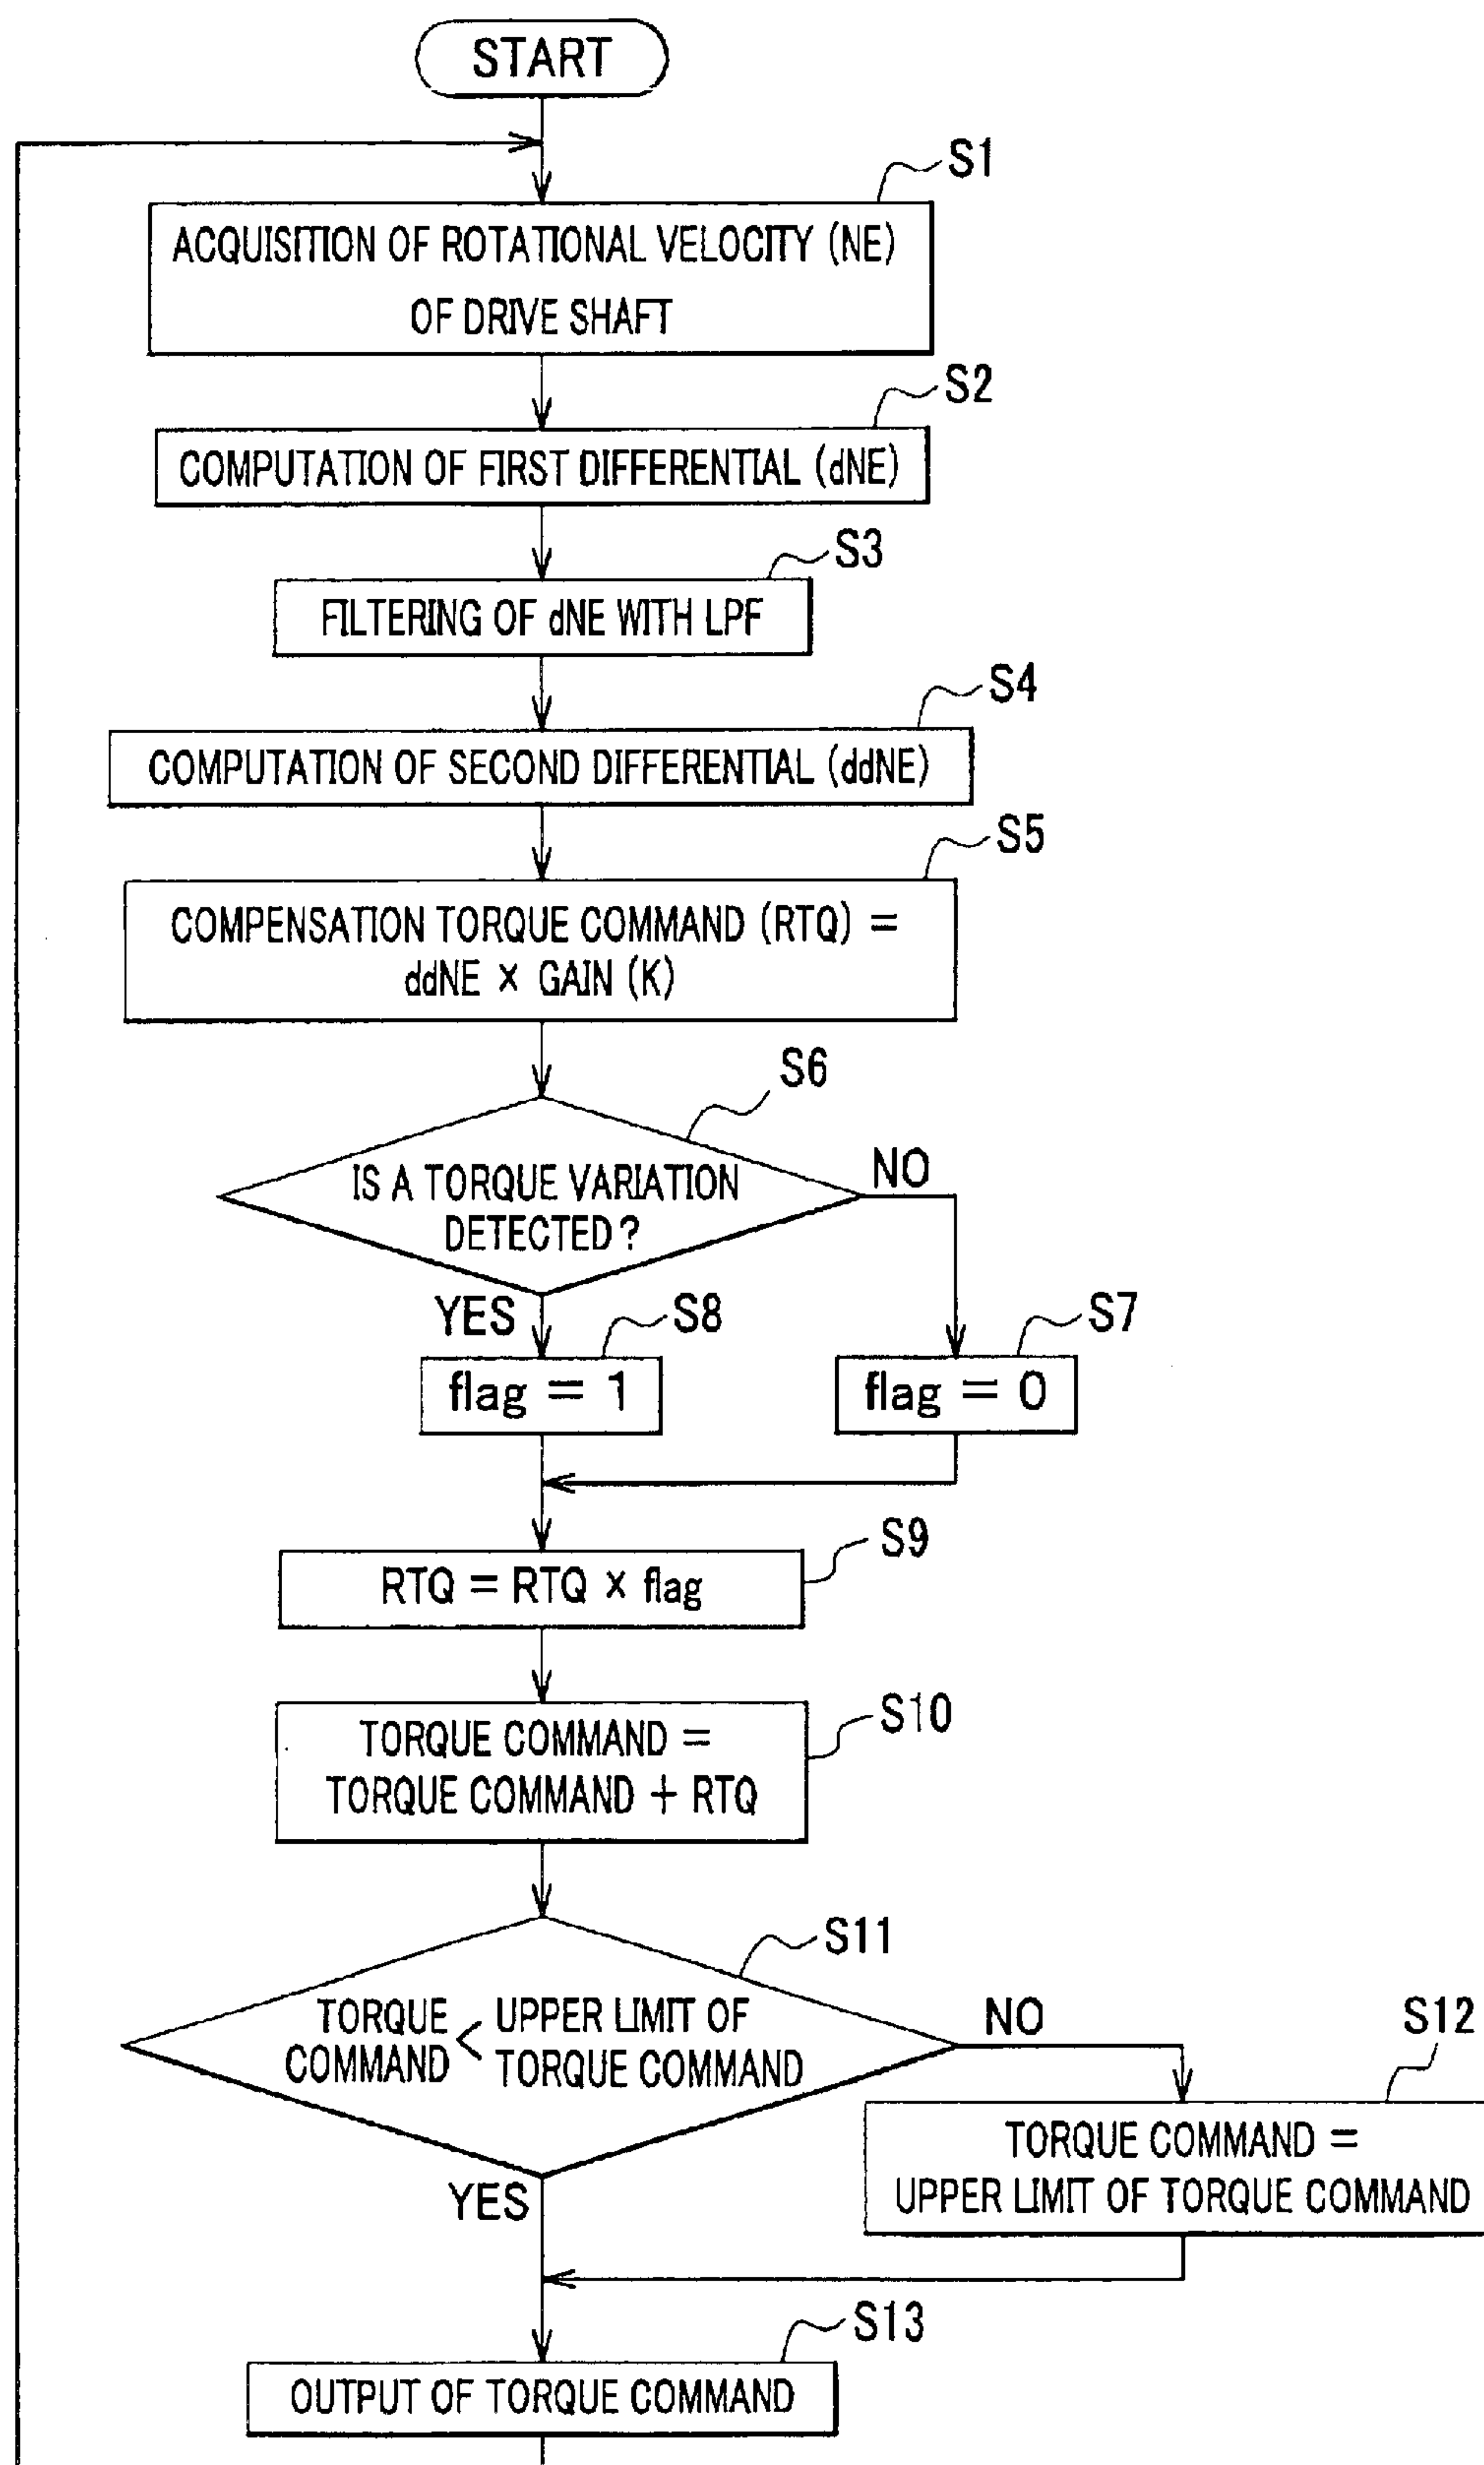 START
S1
ACQUISITION OF ROTATIONAL VELOCITY (NE)
OF DRIVE SHAFT
S2
COMPUTATION OF FIRST DIFFERENTIAL (dNE)
S3
FILTERING OF dNE WITH LPF
S4
COMPUTATION OF SECOND DIFFERENTIAL (ddNE)
S5
COMPENSATION TORQUE COMMAND (RTQ) =
ddNE × GAIN (K)
S6
IS A TORQUE VARIATION
DETECTED?
NO
YES
S8
flag = 1
S7
flag = 0
S9
RTQ = RTQ × flag
S10
TORQUE COMMAND =
TORQUE COMMAND + RTQ
S11
TORQUE COMMAND < UPPER LIMIT OF TORQUE COMMAND
NO
YES
S12
TORQUE COMMAND =
UPPER LIMIT OF TORQUE COMMAND
S13
OUTPUT OF TORQUE COMMAND